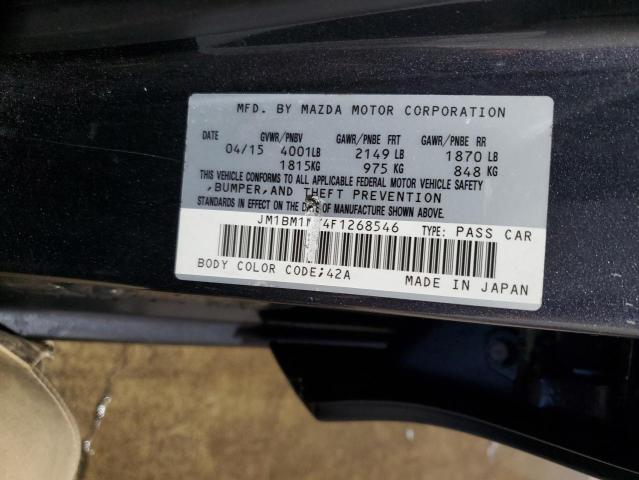 MFD. BY MAZDA MOTOR CORPORATION
DATE GVWR/PNBV GAWR/PNBE FRT GAWR/PNBE RR
04/15 4001LB 2149 LB 1870 LB
1815KG 975 KG 848 KG
THIS VEHICLE CONFORMS TO ALL APPLICABLE FEDERAL MOTOR VEHICLE SAFETY
,BUMPER,AND THEFT PREVENTION
STANDARDS IN EFFECT ON THE DATE OF MANUFACTURE SHOWN ABOVE.
TYPE: PASS CAR
BODY COLOR CODE;42A MADE IN JAPAN